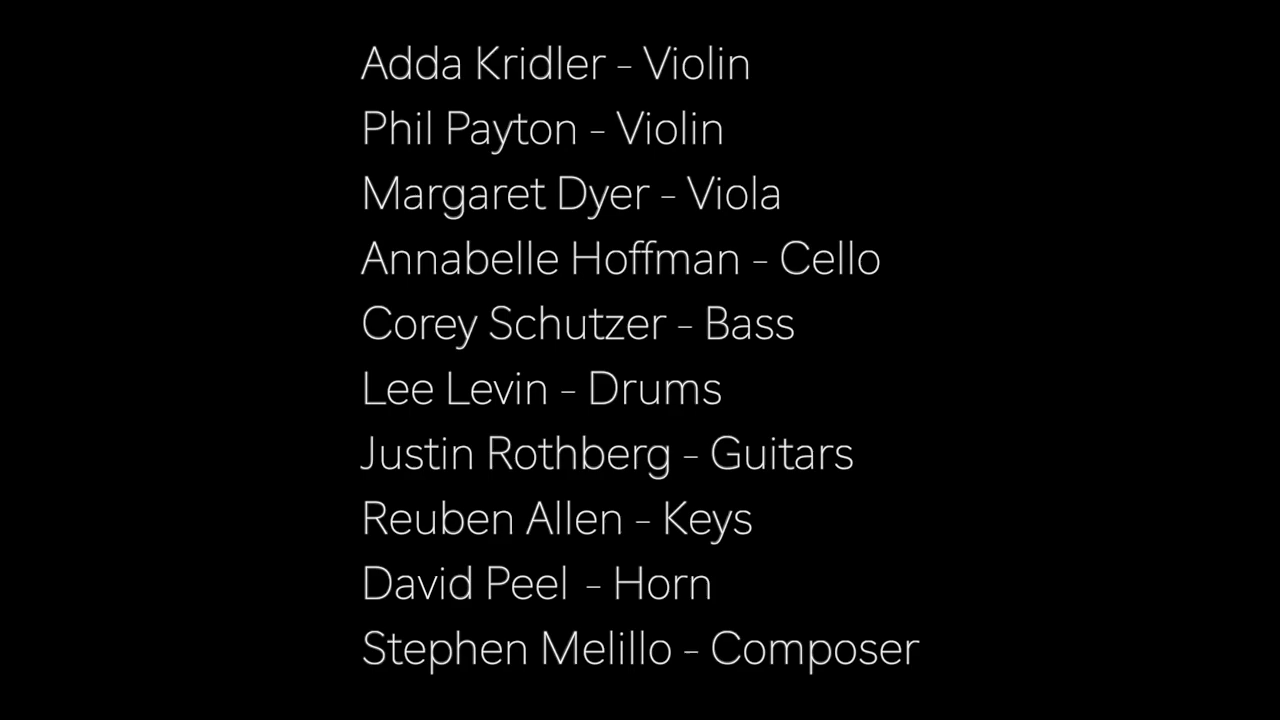 Adda Kridler - Violin
Phil Payton - Violin
Margaret Dyer - Viola
Annabelle Hoffman - Cello
Corey Schutzer - Bass
Lee Levin - Drums
Justin Rothberg - Guitars
Reuben Allen - Keys
David Peel - Horn
Stephen Melillo - Composer